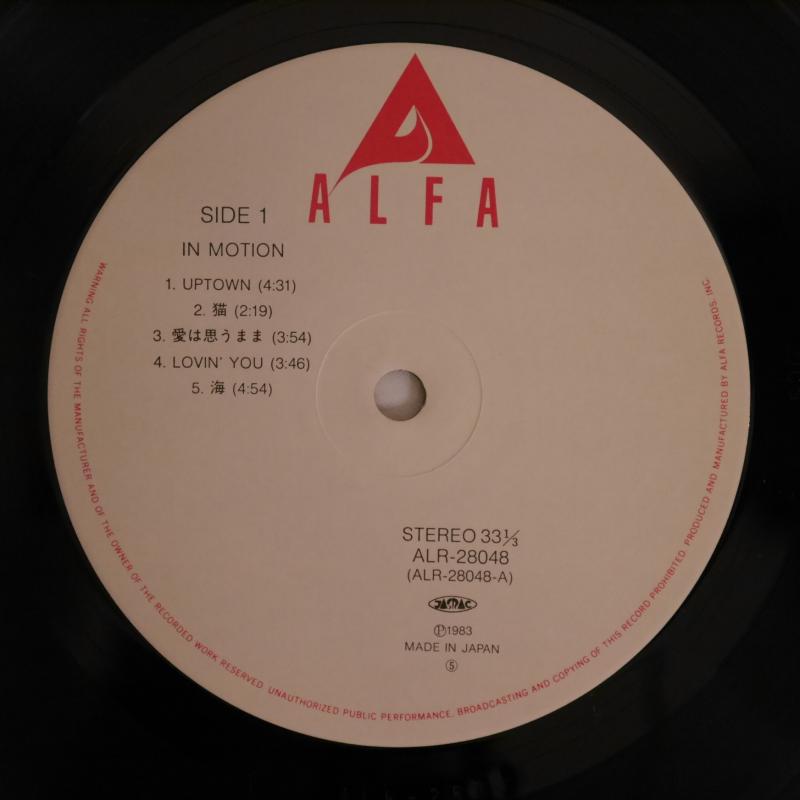 ALFA
SIDE 1
IN MOTION
1. UPTOWN (4:31)
2. 猫 (2:19)
3. 愛は思うまま (3:54)
4. LOVIN' YOU (3:46)
5. 海 (4:54)
STEREO 33 1/3
ALR-28048
(ALR-28048-A)
JASRAC
Ⓟ1983
MADE IN JAPAN
⑤
WARNING: ALL RIGHTS OF THE MANUFACTURER AND OF THE OWNER OF THE RECORDED WORK RESERVED. UNAUTHORIZED PUBLIC PERFORMANCE, BROADCASTING AND COPYING OF THIS RECORD PROHIBITED. PRODUCED AND MANUFACTURED BY ALFA RECORDS, INC.